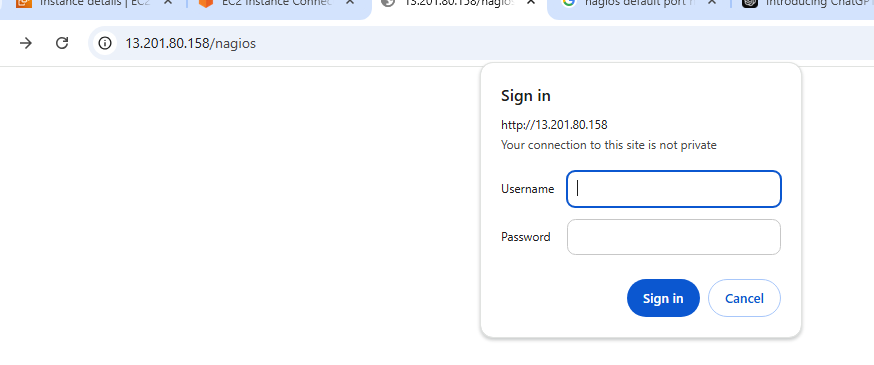 Instance details | EC2
EC2 Instance Connec
13.201.80.158/nagios
nagios default port n
Introducing ChatGPT
13.201.80.158/nagios
Sign in
http://13.201.80.158
Your connection to this site is not private
Username
Password
Sign in Cancel